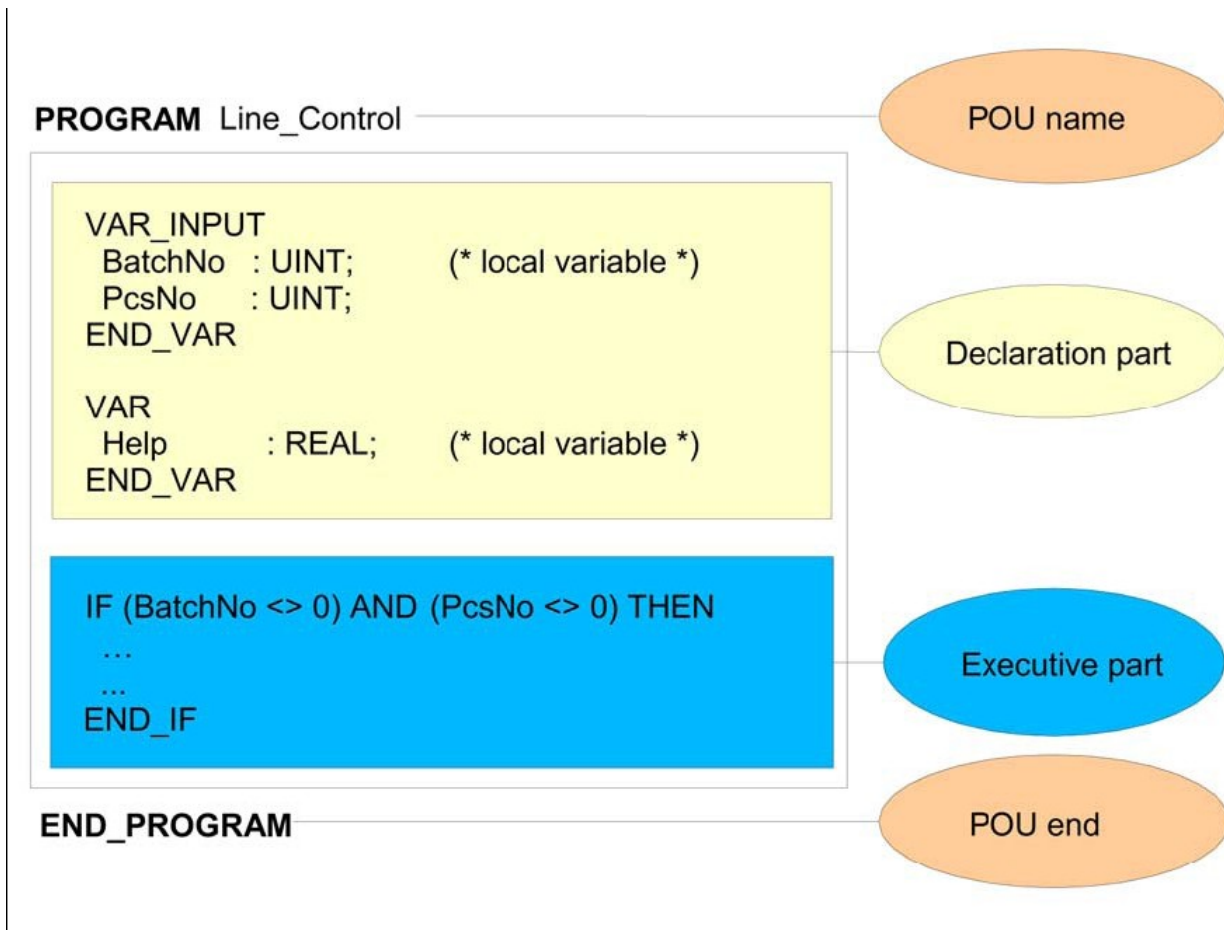 PROGRAM Line_Control
POU name
VAR_INPUT
BatchNo : UINT; (* local variable *)
PcsNo : UINT;
END_VAR
VAR
Help : REAL; (* local variable *)
END_VAR
Declaration part
IF (BatchNo <> 0) AND (PcsNo <> 0) THEN
…
...
END_IF
Executive part
END_PROGRAM
POU end